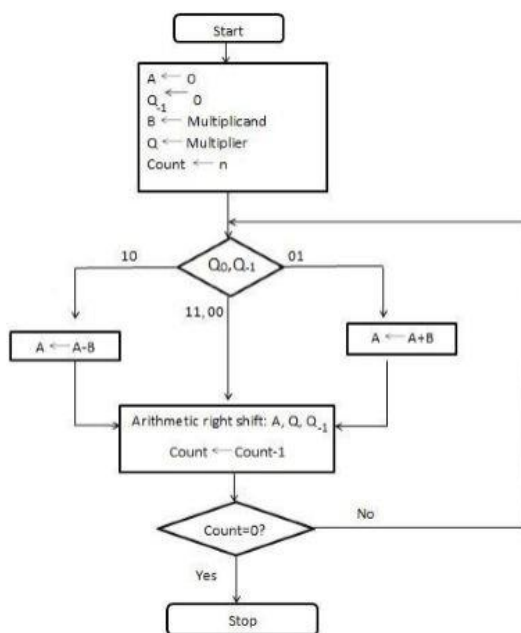 Start
A ← 0
Q-1 ← 0
B ← Multiplicand
Q ← Multiplier
Count ← n
10
Q0,Q-1
01
11,00
A ← A-B
A ← A+B
Arithmetic right shift: A, Q, Q-1
Count ← Count-1
Count=0?
No
Yes
Stop